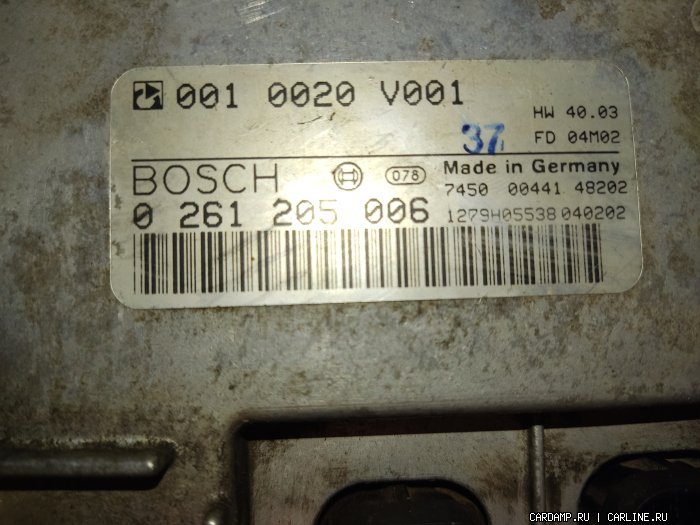 001 0020 V001
HW 40.03
37 FD 04M02
BOSCH 078 Made in Germany
7450 00441 48202
0 261 205 006 1279H05538 040202
CARDAMP.RU | CARLINE.RU